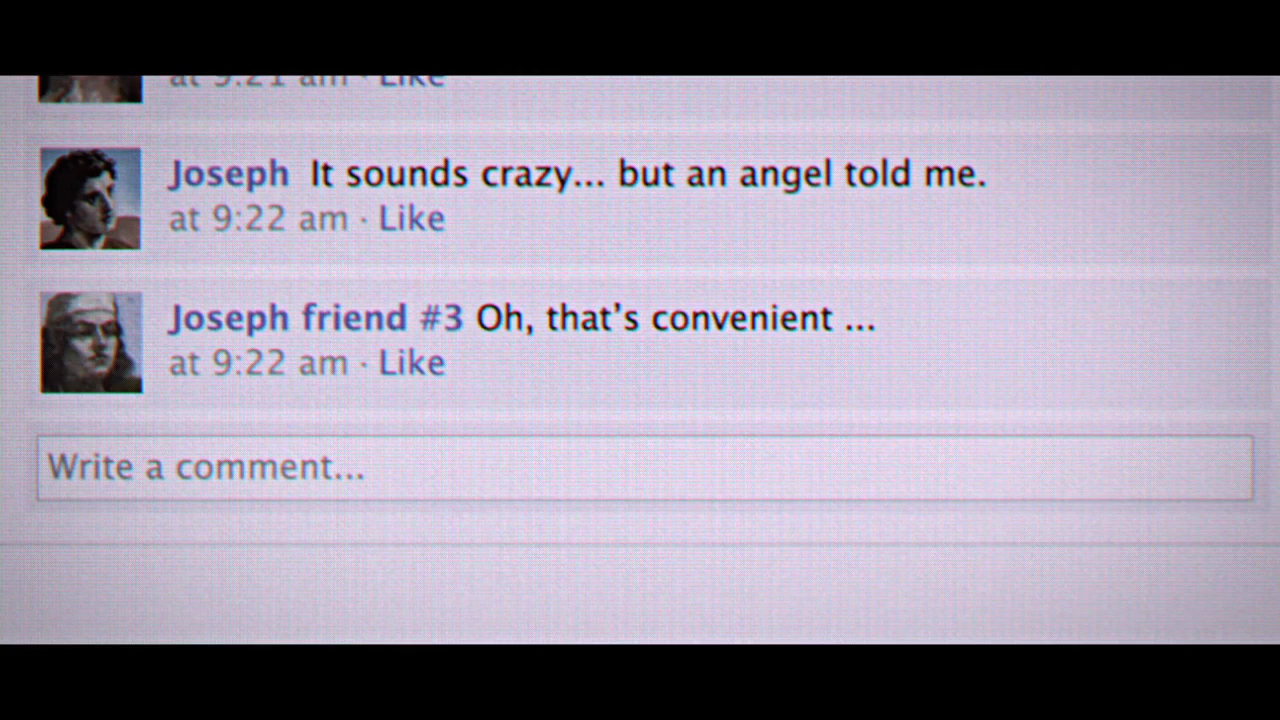 at 9:21 am · Like
Joseph It sounds crazy... but an angel told me.
at 9:22 am · Like
Joseph friend #3 Oh, that’s convenient ...
at 9:22 am · Like
Write a comment...